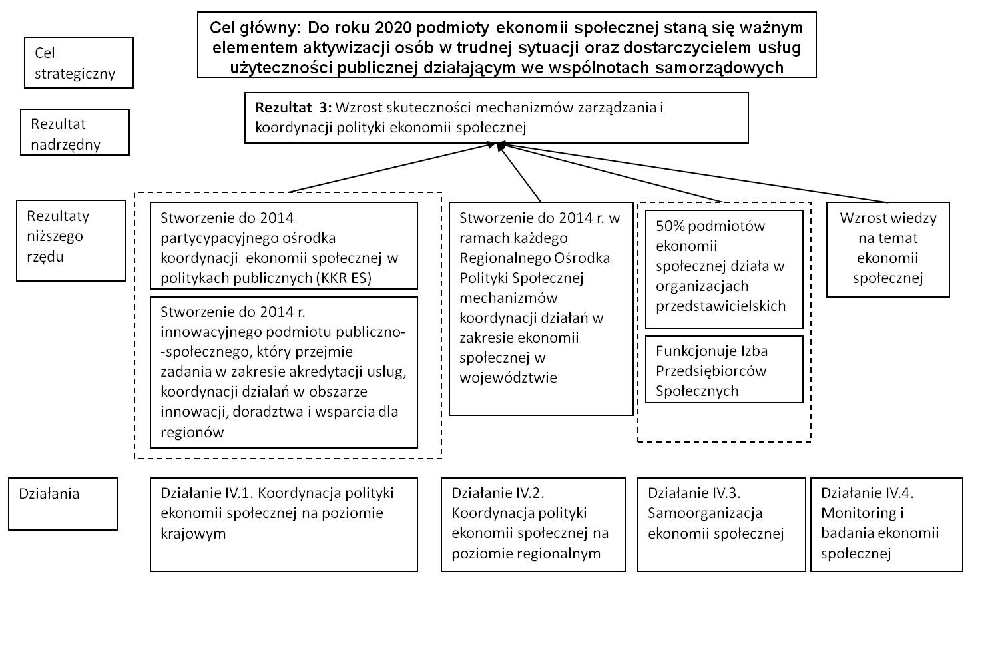 Cel główny: Do roku 2020 podmioty ekonomii społecznej staną się ważnym
elementem aktywizacji osób w trudnej sytuacji oraz dostarczycielem usług
użyteczności publicznej działającym we wspólnotach samorządowych
Cel
strategiczny
Rezultat 3: Wzrost skuteczności mechanizmów zarządzania i
koordynacji polityki ekonomii społecznej
Rezultat
nadrzędny
Rezultaty
niższego
rzędu
Stworzenie do 2014
partycypacyjnego ośrodka
koordynacji ekonomii społecznej w
politykach publicznych (KKR ES)
Stworzenie do 2014 r.
innowacyjnego podmiotu publiczno-
-społecznego, który przejmie
zadania w zakresie akredytacji usług,
koordynacji działań w obszarze
innowacji, doradztwa i wsparcia dla
regionów
Stworzenie do 2014 r. w
ramach każdego
Regionalnego Ośrodka
Polityki Społecznej
mechanizmów
koordynacji działań w
zakresie ekonomii
społecznej w
województwie
50% podmiotów
ekonomii
społecznej działa w
organizacjach
przedstawicielskich
Funkcjonuje Izba
Przedsiębiorców
Społecznych
Wzrost wiedzy
na temat
ekonomii
społecznej
Działania
Działanie IV.1. Koordynacja polityki
ekonomii społecznej na poziomie
krajowym
Działanie IV.2.
Koordynacja polityki
ekonomii społecznej na
poziomie regionalnym
Działanie IV.3.
Samoorganizacja
ekonomii społecznej
Działanie IV.4.
Monitoring i
badania ekonomii
społecznej